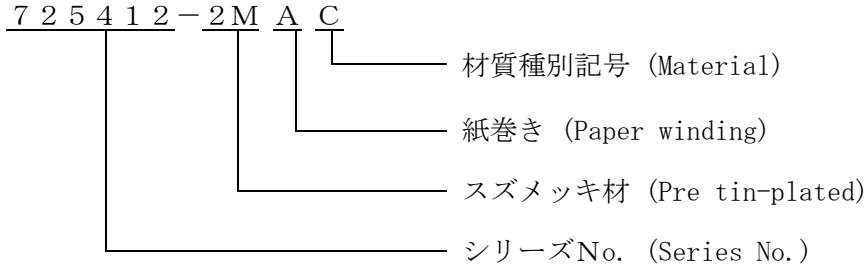 ７２５４１２－２Ｍ Ａ Ｃ
材質種別記号 (Material)
紙巻き (Paper winding)
スズメッキ材 (Pre tin-plated)
シリーズNo. (Series No.)